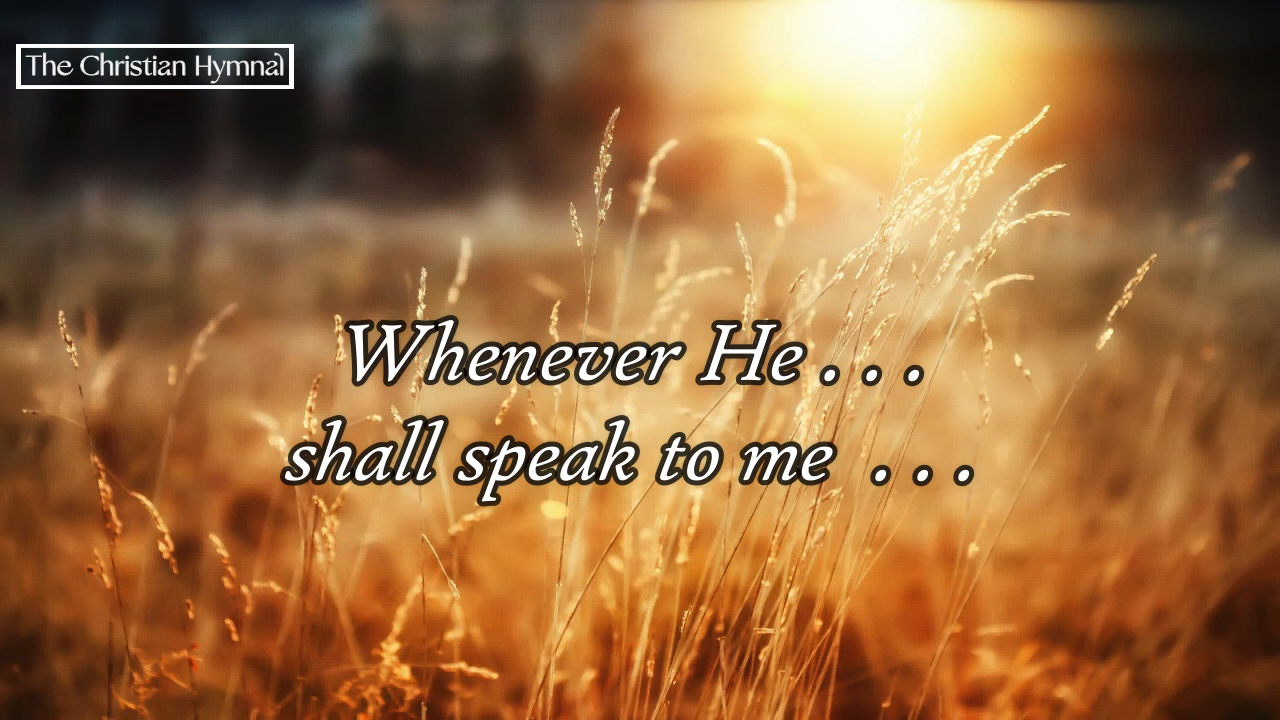 The Christian Hymnal
Whenever He . . .
shall speak to me . . .